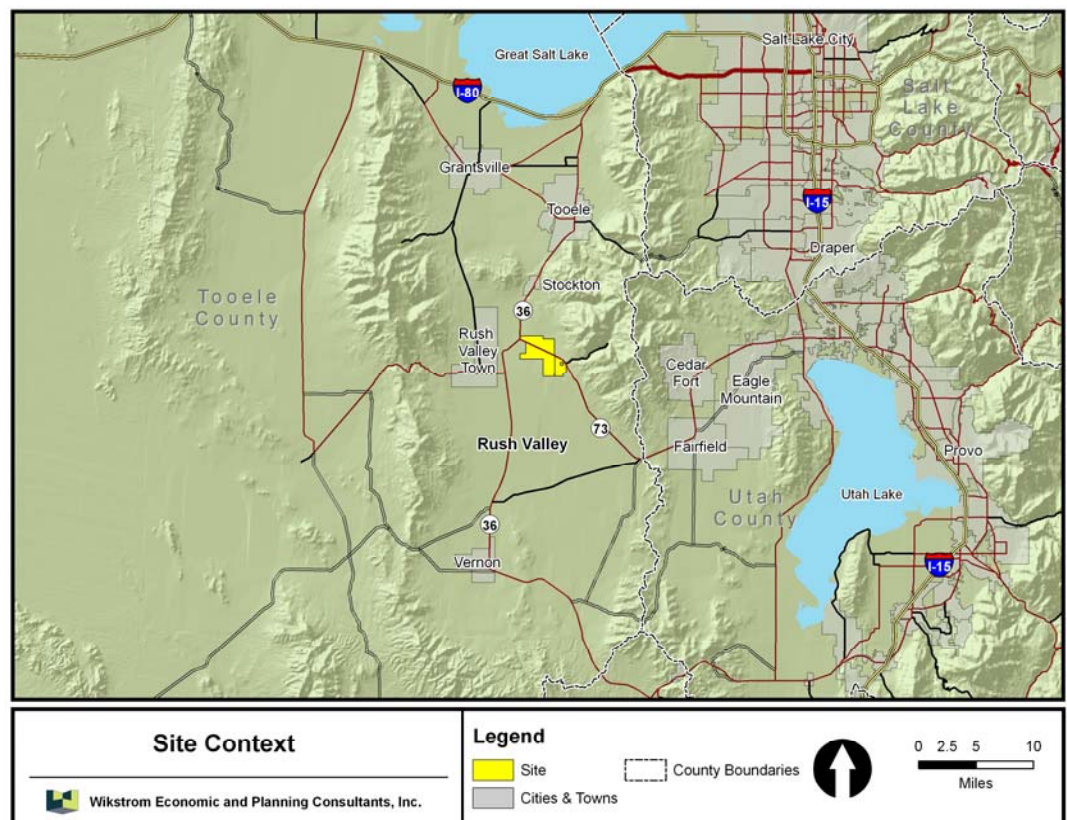 Great Salt Lake
Salt Lake City
I-80
Salt
Lake
County
Grantsville
I-15
Tooele
Draper
Stockton
Tooele
County
36
Rush
Valley
Town
Cedar
Fort
Eagle
Mountain
73
Rush Valley
Fairfield
Provo
Utah
County
Utah Lake
36
Vernon
I-15
Site Context
Wikstrom Economic and Planning Consultants, Inc.
Legend
Site
County Boundaries
Cities & Towns
0 2.5 5 10
Miles